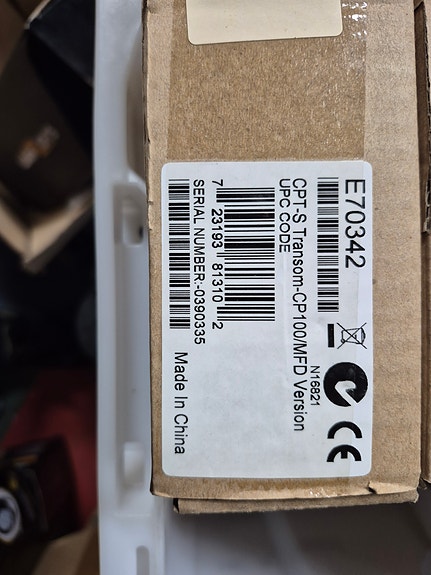 E70342
CPT-S Transom-CP100/MFD Version
UPC CODE
7 23193 81310 2
SERIAL NUMBER:-0390335
Made In China
N16821
CE